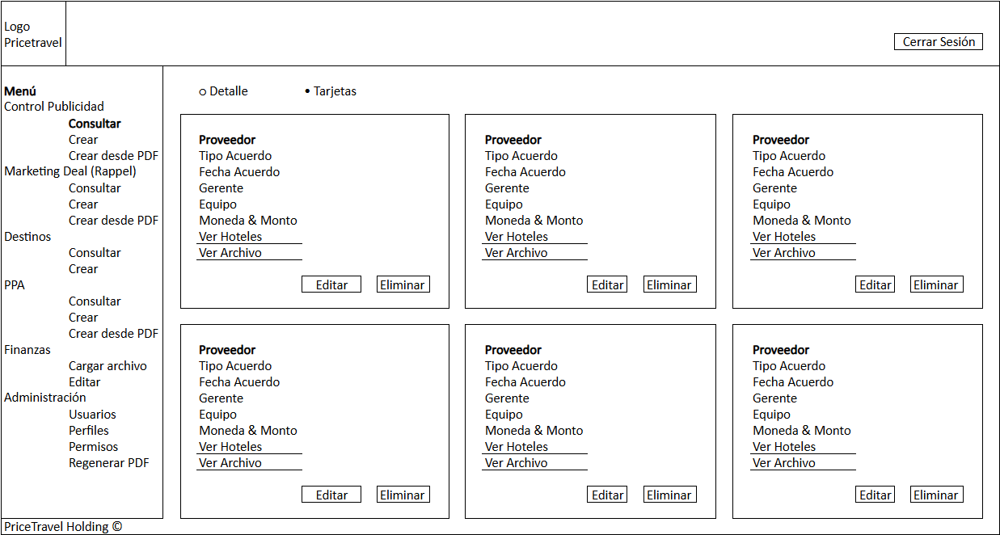 Logo
Pricetravel
Cerrar Sesión
Menú
Control Publicidad
Consultar
Crear
Crear desde PDF
Marketing Deal (Rappel)
Consultar
Crear
Crear desde PDF
Destinos
Consultar
Crear
PPA
Consultar
Crear
Crear desde PDF
Finanzas
Cargar archivo
Editar
Administración
Usuarios
Perfiles
Permisos
Regenerar PDF
o Detalle
• Tarjetas
Proveedor
Tipo Acuerdo
Fecha Acuerdo
Gerente
Equipo
Moneda & Monto
Ver Hoteles
Ver Archivo
Editar Eliminar
Proveedor
Tipo Acuerdo
Fecha Acuerdo
Gerente
Equipo
Moneda & Monto
Ver Hoteles
Ver Archivo
Editar Eliminar
Proveedor
Tipo Acuerdo
Fecha Acuerdo
Gerente
Equipo
Moneda & Monto
Ver Hoteles
Ver Archivo
Editar Eliminar
Proveedor
Tipo Acuerdo
Fecha Acuerdo
Gerente
Equipo
Moneda & Monto
Ver Hoteles
Ver Archivo
Editar Eliminar
Proveedor
Tipo Acuerdo
Fecha Acuerdo
Gerente
Equipo
Moneda & Monto
Ver Hoteles
Ver Archivo
Editar Eliminar
Proveedor
Tipo Acuerdo
Fecha Acuerdo
Gerente
Equipo
Moneda & Monto
Ver Hoteles
Ver Archivo
Editar Eliminar
PriceTravel Holding ©